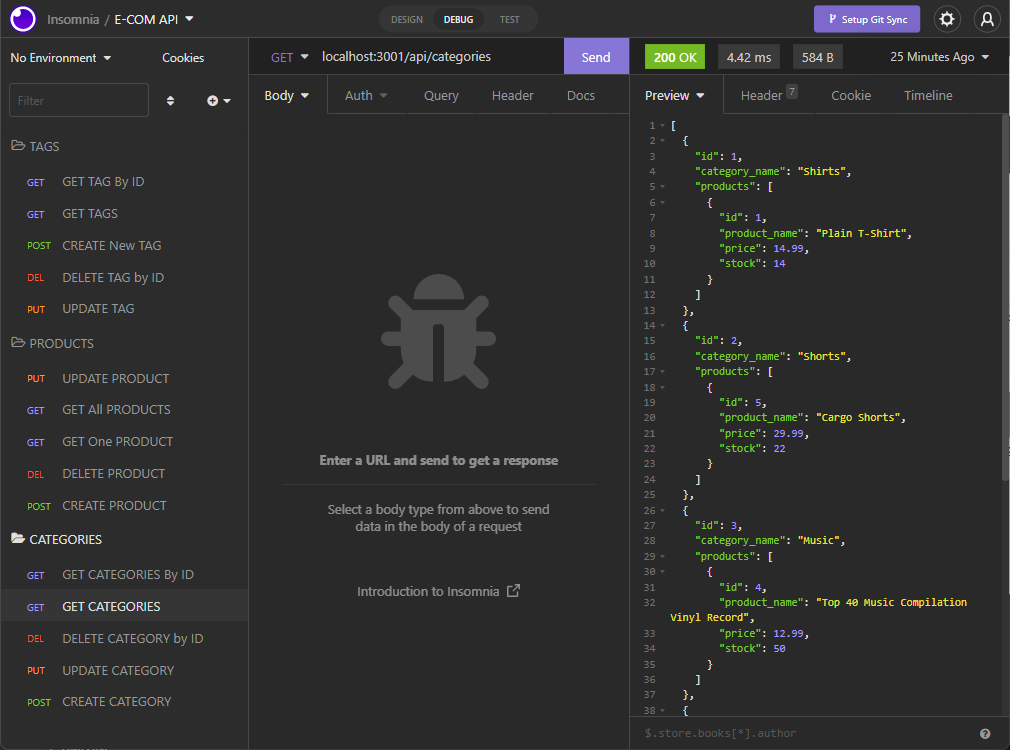 Insomnia / E-COM API
DESIGN DEBUG TEST
Setup Git Sync
No Environment Cookies
GET localhost:3001/api/categories Send
200 OK 4.42 ms 584 B 25 Minutes Ago
Filter
Body Auth Query Header Docs
Preview Header 7 Cookie Timeline
TAGS
GET GET TAG By ID
GET GET TAGS
POST CREATE New TAG
DEL DELETE TAG by ID
PUT UPDATE TAG
PRODUCTS
PUT UPDATE PRODUCT
GET GET All PRODUCTS
GET GET One PRODUCT
DEL DELETE PRODUCT
POST CREATE PRODUCT
CATEGORIES
GET GET CATEGORIES By ID
GET GET CATEGORIES
DEL DELETE CATEGORY by ID
PUT UPDATE CATEGORY
POST CREATE CATEGORY
Enter a URL and send to get a response
Select a body type from above to send
data in the body of a request
Introduction to Insomnia
1 [
2 {
3 "id": 1,
4 "category_name": "Shirts",
5 "products": [
6 {
7 "id": 1,
8 "product_name": "Plain T-Shirt",
9 "price": 14.99,
10 "stock": 14
11 }
12 ]
13 },
14 {
15 "id": 2,
16 "category_name": "Shorts",
17 "products": [
18 {
19 "id": 5,
20 "product_name": "Cargo Shorts",
21 "price": 29.99,
22 "stock": 22
23 }
24 ]
25 },
26 {
27 "id": 3,
28 "category_name": "Music",
29 "products": [
30 {
31 "id": 4,
32 "product_name": "Top 40 Music Compilation
Vinyl Record",
33 "price": 12.99,
34 "stock": 50
35 }
36 ]
37 },
38 {
$.store.books[*].author